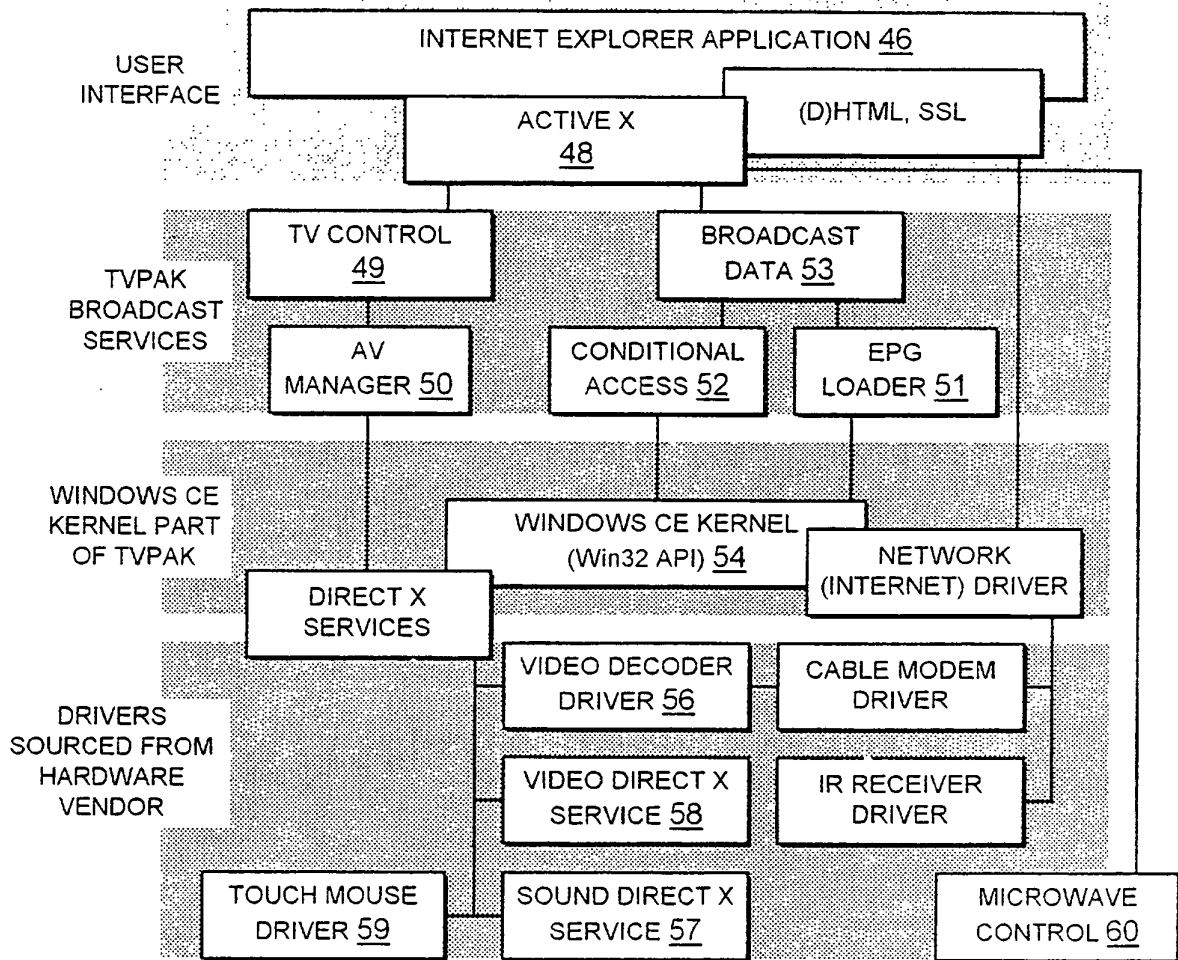 INTERNET EXPLORER APPLICATION 46
USER
INTERFACE
(D)HTML, SSL
ACTIVE X
48
TV CONTROL
49
BROADCAST
DATA 53
TVPAK
BROADCAST
SERVICES
AV
MANAGER 50
CONDITIONAL
ACCESS 52
EPG
LOADER 51
WINDOWS CE
KERNEL PART
OF TVPAK
WINDOWS CE KERNEL
(Win32 API) 54
NETWORK
(INTERNET) DRIVER
DIRECT X
SERVICES
VIDEO DECODER
DRIVER 56
CABLE MODEM
DRIVER
DRIVERS
SOURCED FROM
HARDWARE
VENDOR
VIDEO DIRECT X
SERVICE 58
IR RECEIVER
DRIVER
TOUCH MOUSE
DRIVER 59
SOUND DIRECT X
SERVICE 57
MICROWAVE
CONTROL 60